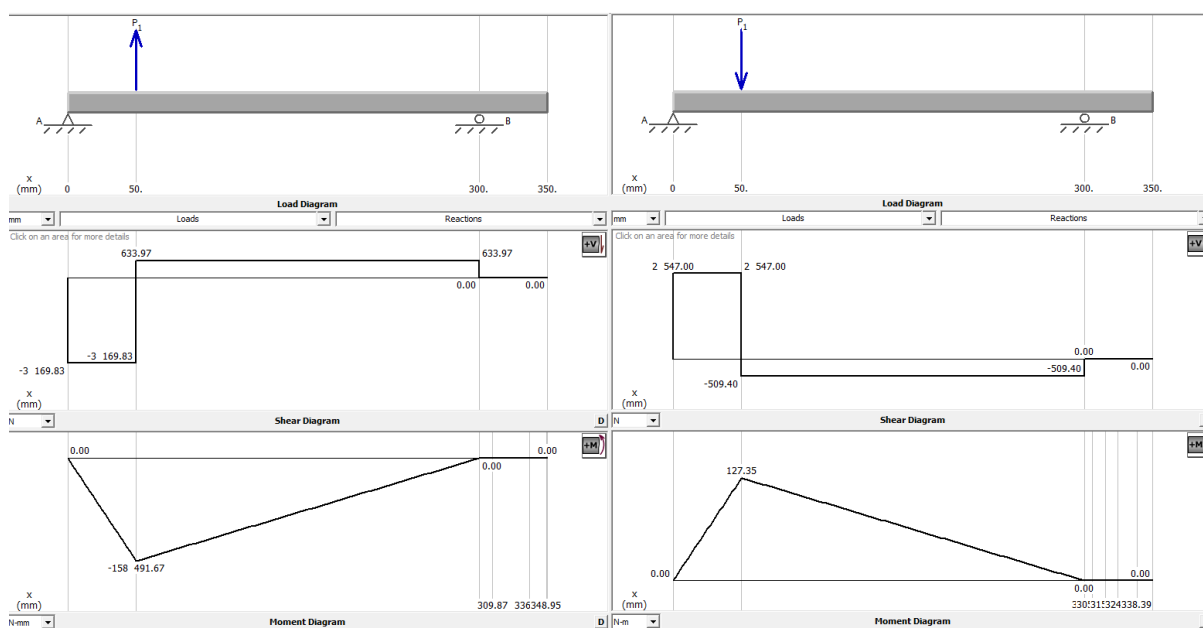 P1
A
B
x
(mm)
0
50.
300.
350.
Load Diagram
mm
Loads
Reactions
Click on an area for more details
+V
633.97
633.97
0.00
0.00
-3 169.83
-3 169.83
x
(mm)
N
Shear Diagram
D
+M
0.00
0.00
0.00
-158 491.67
x
(mm)
309.87
336348.95
N-mm
Moment Diagram
D
P1
A
B
x
(mm)
0
50.
300.
350.
Load Diagram
mm
Loads
Reactions
Click on an area for more details
+V
2 547.00
2 547.00
0.00
0.00
-509.40
-509.40
x
(mm)
N
Shear Diagram
+M
127.35
0.00
0.00
0.00
x
(mm)
N-m
Moment Diagram